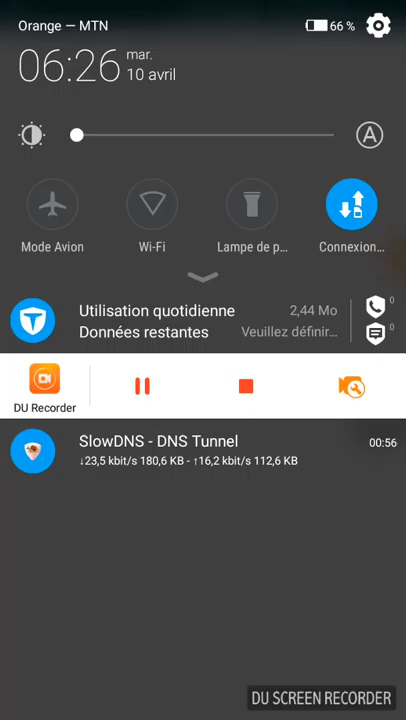 Orange — MTN
66 %
06:26
mar.
10 avril
A
Mode Avion
Wi-Fi
Lampe de p...
Connexion...
Utilisation quotidienne 2,44 Mo
0
Données restantes Veuillez définir...
0
DU Recorder
SlowDNS - DNS Tunnel 00:56
↓23,5 kbit/s 180,6 KB - ↑16,2 kbit/s 112,6 KB
DU SCREEN RECORDER